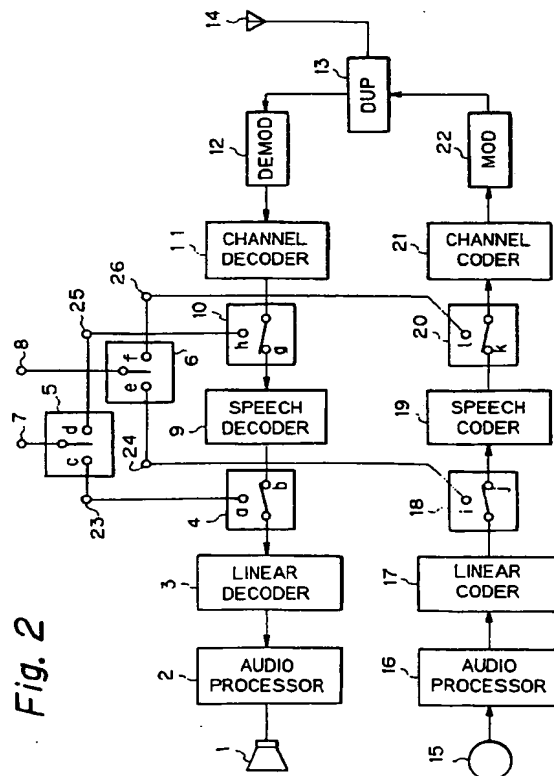 Fig. 2
14
13
DUP
12
DEMOD
22
MOD
11
CHANNEL
DECODER
21
CHANNEL
CODER
26
25
10
h
g
20
l
k
8
6
f
e
7
5
d
c
24
23
9
SPEECH
DECODER
19
SPEECH
CODER
4
a
b
18
i
j
3
LINEAR
DECODER
17
LINEAR
CODER
2
AUDIO
PROCESSOR
16
AUDIO
PROCESSOR
1
15